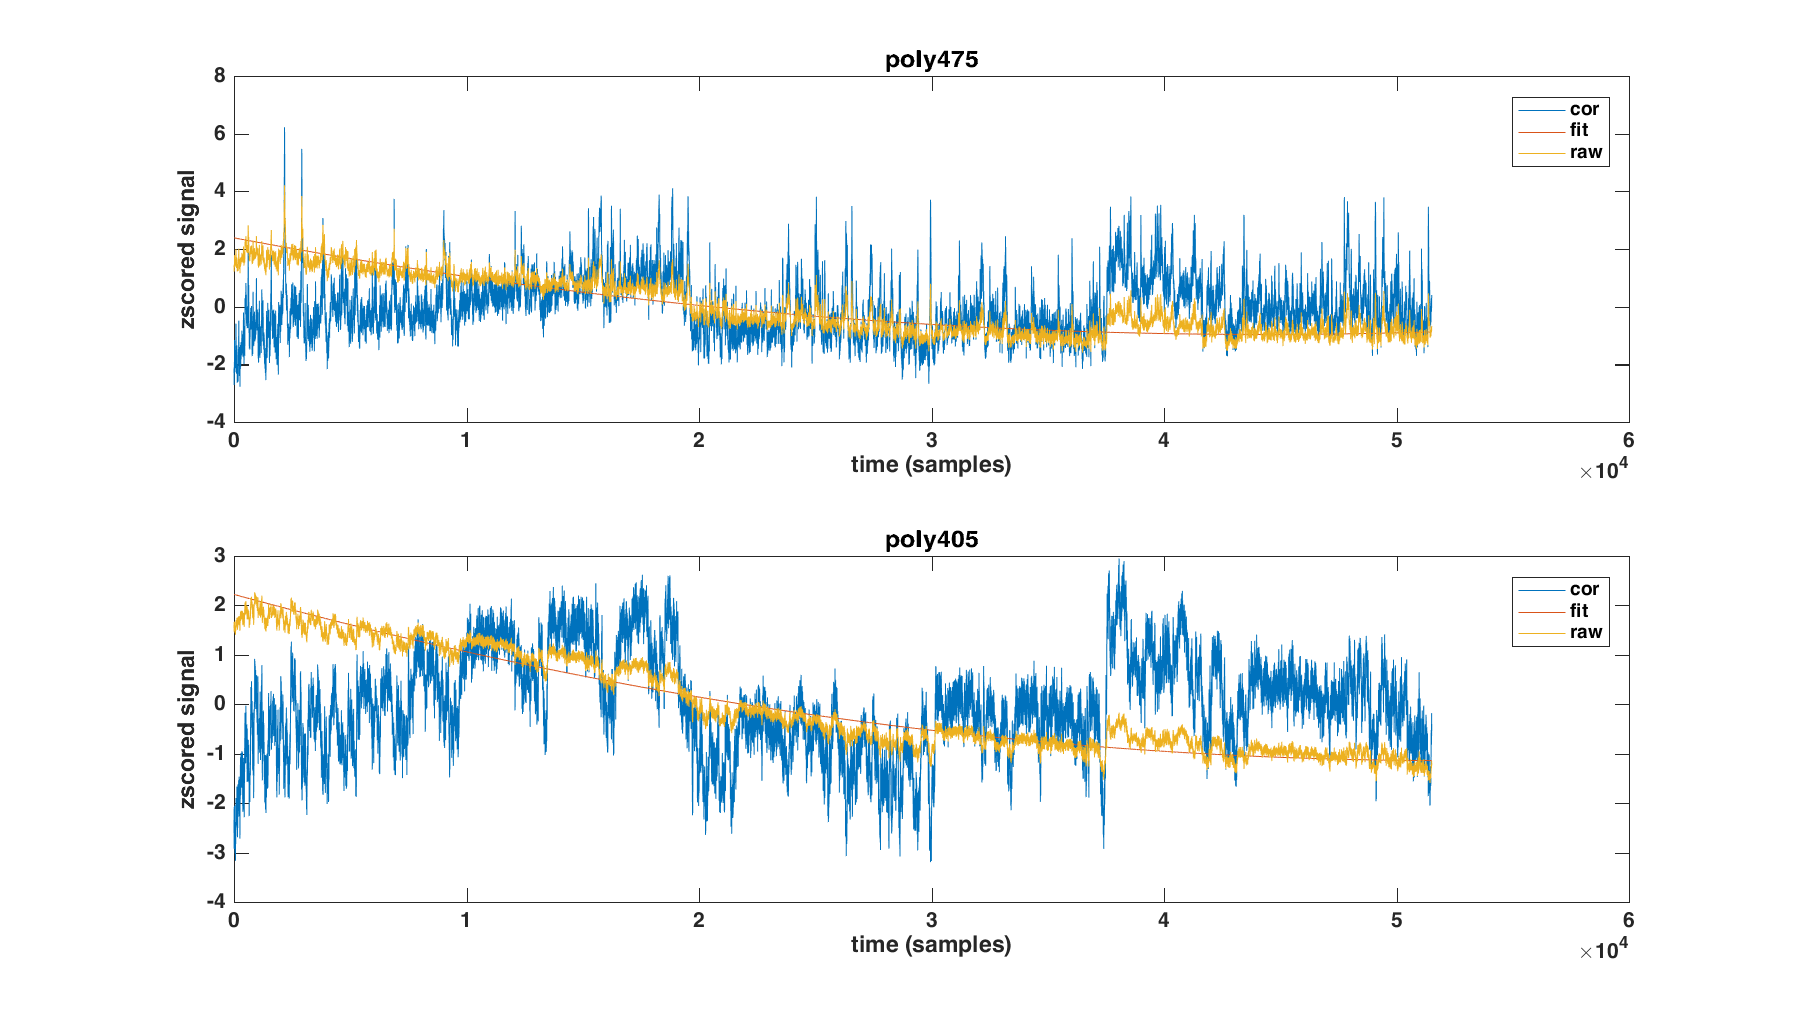 poly475
8
6
4
2
0
-2
-4
zscored signal
cor
fit
raw
0 1 2 3 4 5 6
time (samples)
×10^4
poly405
3
2
1
0
-1
-2
-3
-4
zscored signal
cor
fit
raw
0 1 2 3 4 5 6
time (samples)
×10^4